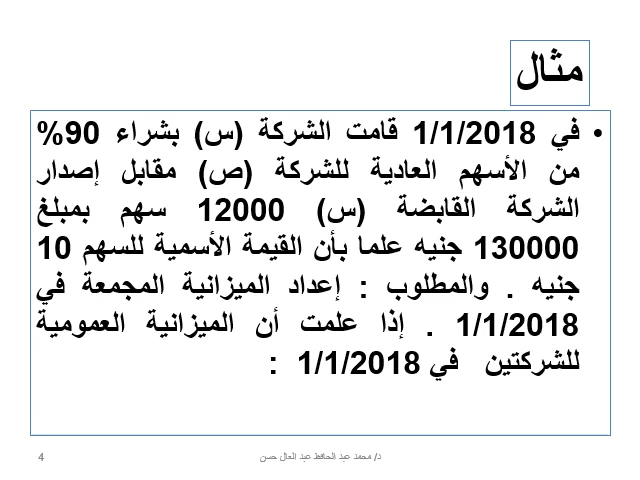 مثال
• في 1/1/2018 قامت الشركة (س) بشراء 90%
من الأسهم العادية للشركة (ص) مقابل إصدار
الشركة القابضة (س) 12000 سهم بمبلغ
130000 جنيه علما بأن القيمة الأسمية للسهم 10
جنيه . والمطلوب : إعداد الميزانية المجمعة في
1/1/2018 . إذا علمت أن الميزانية العمومية
للشركتين في 1/1/2018 :
د/ محمد عبد الحافظ عبد العال حسن
4